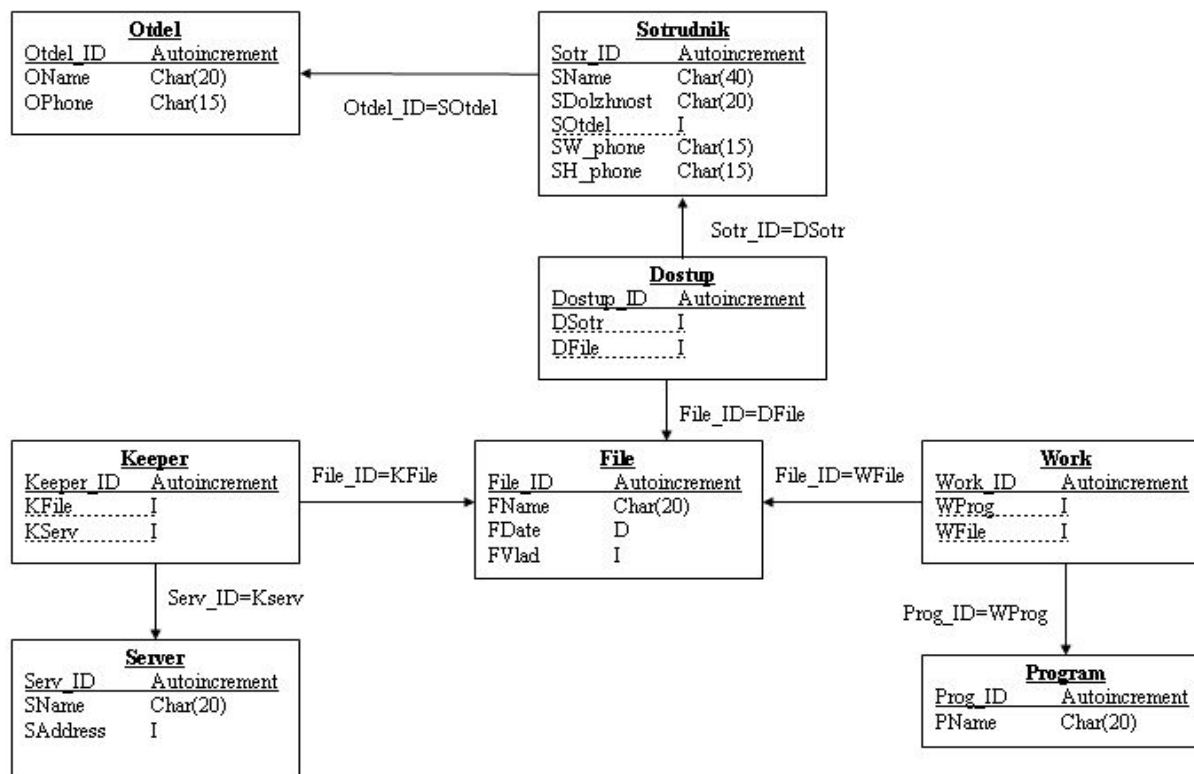 Otdel
Otdel_ID Autoincrement
OName Char(20)
OPhone Char(15)
Otdel_ID=SOtdel
Sotrudnik
Sotr_ID Autoincrement
SName Char(40)
SDolzhnost Char(20)
SOtdel I
SW_phone Char(15)
SH_phone Char(15)
Sotr_ID=DSotr
Dostup
Dostup_ID Autoincrement
DSotr I
DFile I
File_ID=DFile
Keeper
Keeper_ID Autoincrement
KFile I
KServ I
File_ID=KFile
File
File_ID Autoincrement
FName Char(20)
FDate D
FVlad I
File_ID=WFile
Work
Work_ID Autoincrement
WProg I
WFile I
Serv_ID=Kserv
Prog_ID=WProg
Server
Serv_ID Autoincrement
SName Char(20)
SAddress I
Program
Prog_ID Autoincrement
PName Char(20)